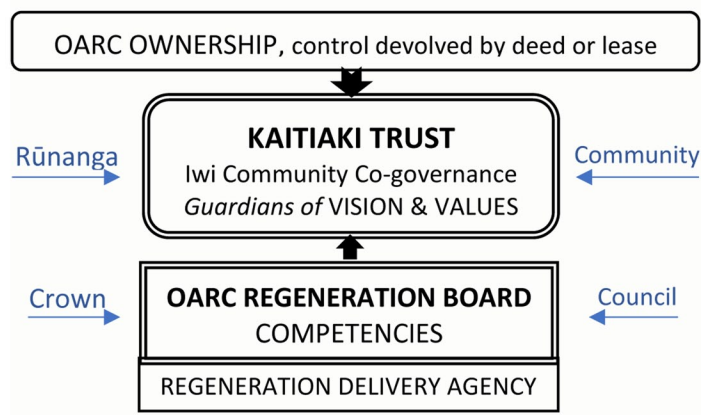 OARC OWNERSHIP, control devolved by deed or lease
KAITIAKI TRUST
Rūnanga
Iwi Community Co-governance
Community
Guardians of VISION & VALUES
Crown
OARC REGENERATION BOARD
Council
COMPETENCIES
REGENERATION DELIVERY AGENCY